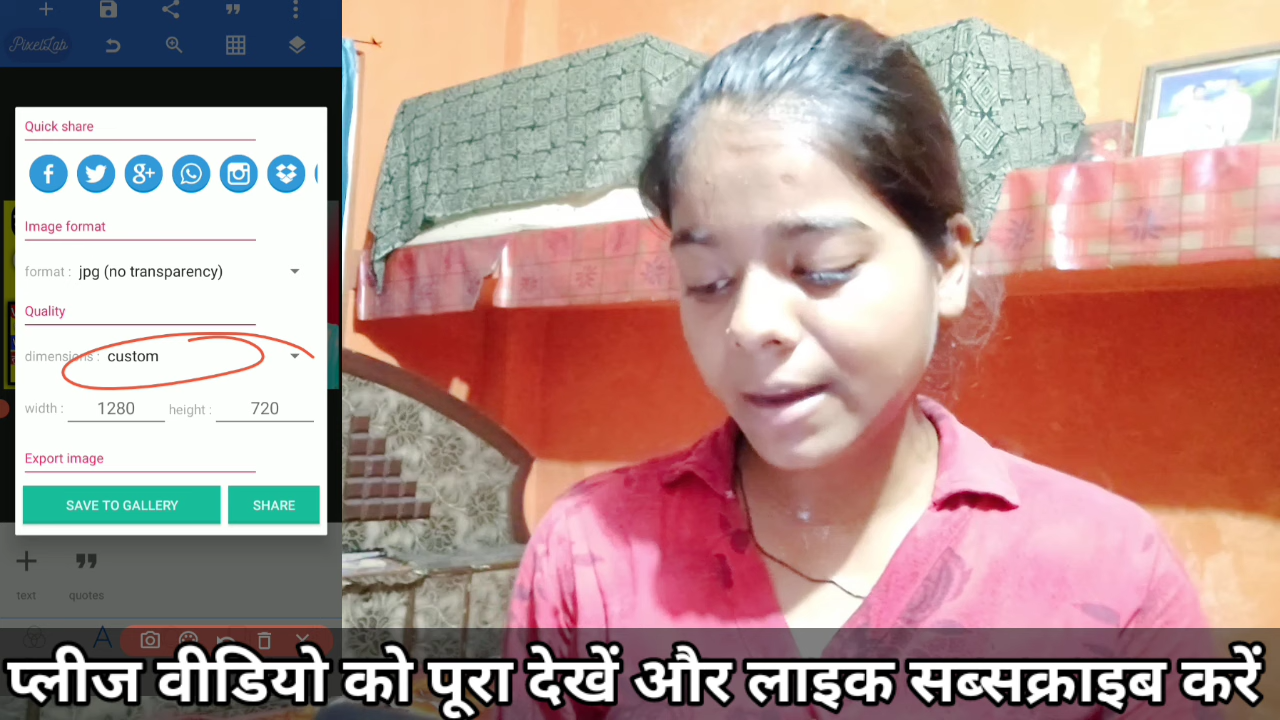 PixelLab
Quick share
Image format
format : jpg (no transparency)
Quality
dimensions : custom
width : 1280 height : 720
Export image
SAVE TO GALLERY SHARE
text quotes
प्लीज वीडियो को पूरा देखें और लाइक सब्सक्राइब करें